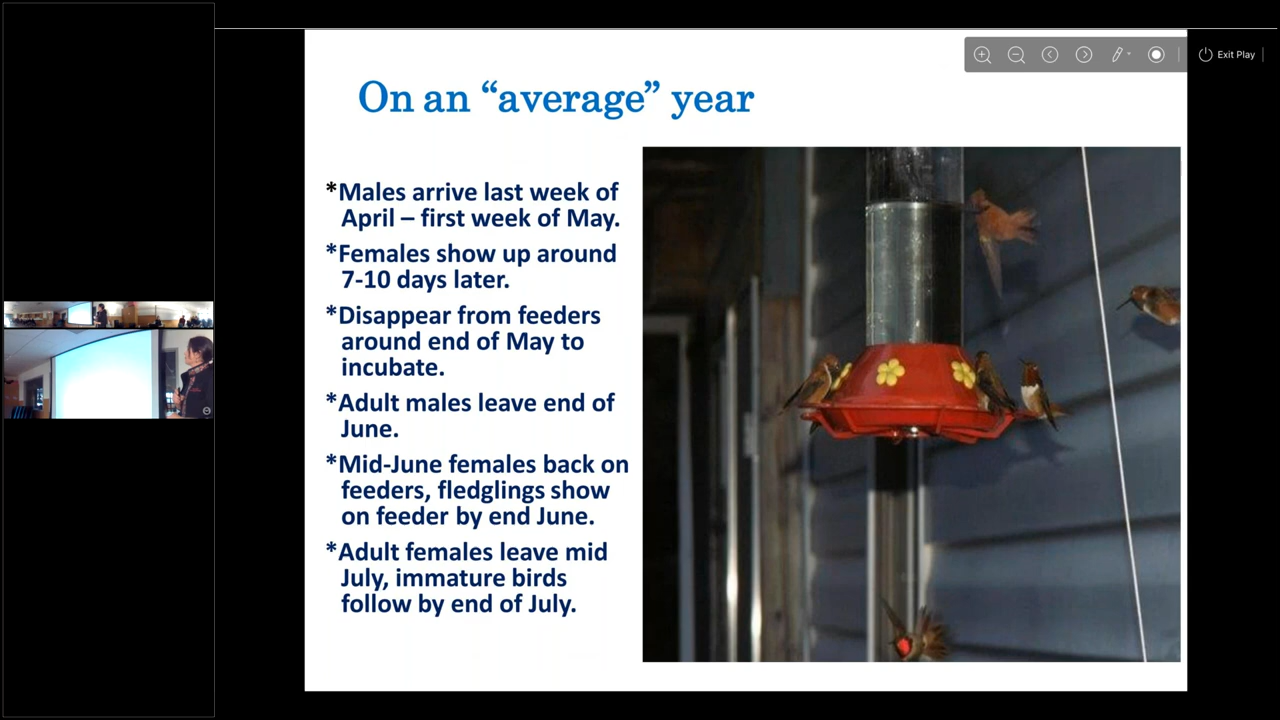 Exit Play
On an “average” year
*Males arrive last week of
April – first week of May.
*Females show up around
7-10 days later.
*Disappear from feeders
around end of May to
incubate.
*Adult males leave end of
June.
*Mid-June females back on
feeders, fledglings show
on feeder by end June.
*Adult females leave mid
July, immature birds
follow by end of July.